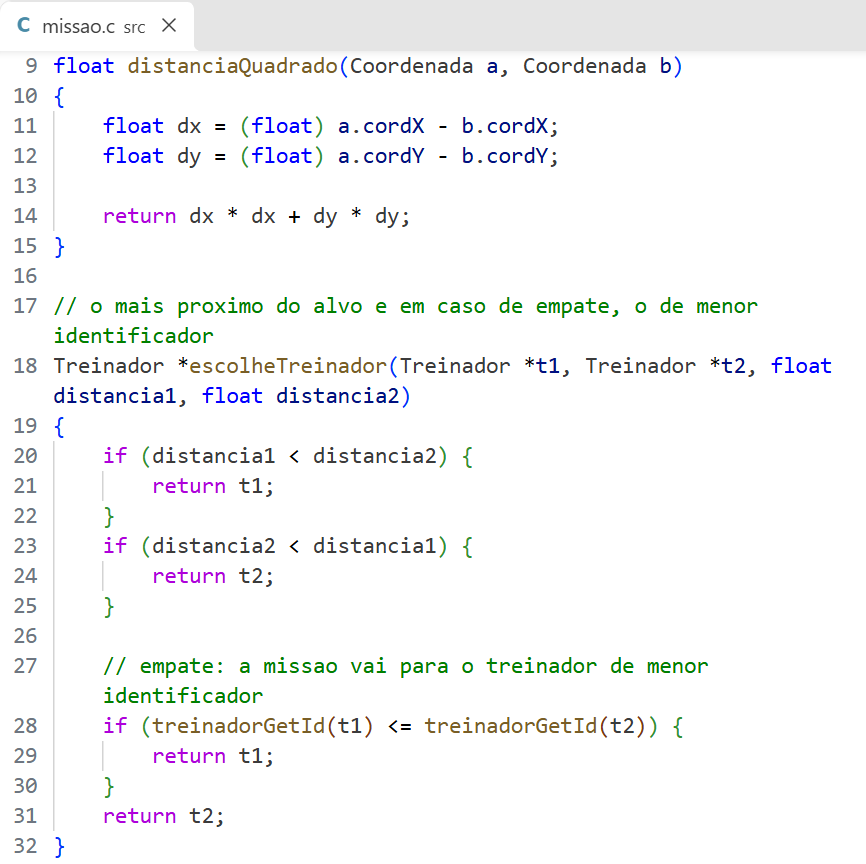 C missao.c src ×
9 float distanciaQuadrado(Coordenada a, Coordenada b)
10 {
11     float dx = (float) a.cordX - b.cordX;
12     float dy = (float) a.cordY - b.cordY;
13
14     return dx * dx + dy * dy;
15 }
16
17 // o mais proximo do alvo e em caso de empate, o de menor
identificador
18 Treinador *escolheTreinador(Treinador *t1, Treinador *t2, float
distancia1, float distancia2)
19 {
20     if (distancia1 < distancia2) {
21         return t1;
22     }
23     if (distancia2 < distancia1) {
24         return t2;
25     }
26
27     // empate: a missao vai para o treinador de menor
identificador
28     if (treinadorGetId(t1) <= treinadorGetId(t2)) {
29         return t1;
30     }
31     return t2;
32 }